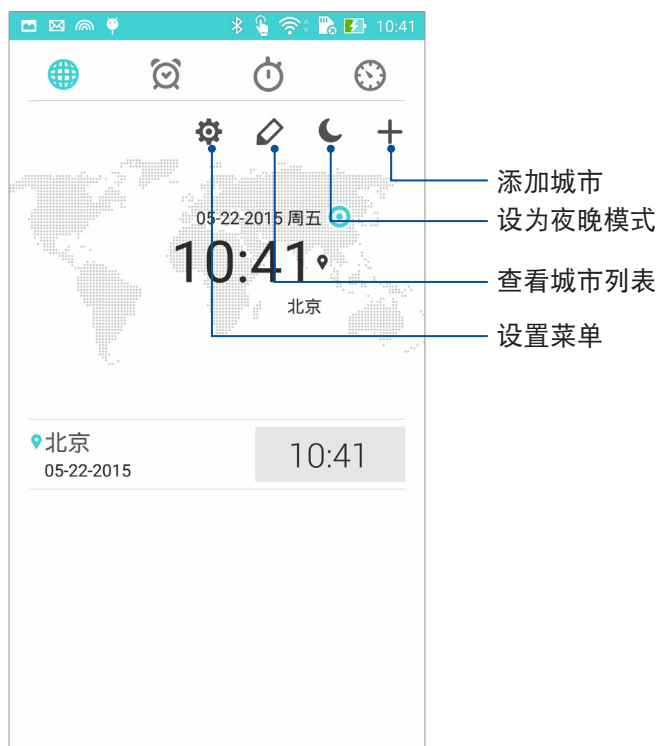 10:41
添加城市
05-22-2015 周五
设为夜晚模式
10:41
查看城市列表
北京
设置菜单
北京
10:41
05-22-2015